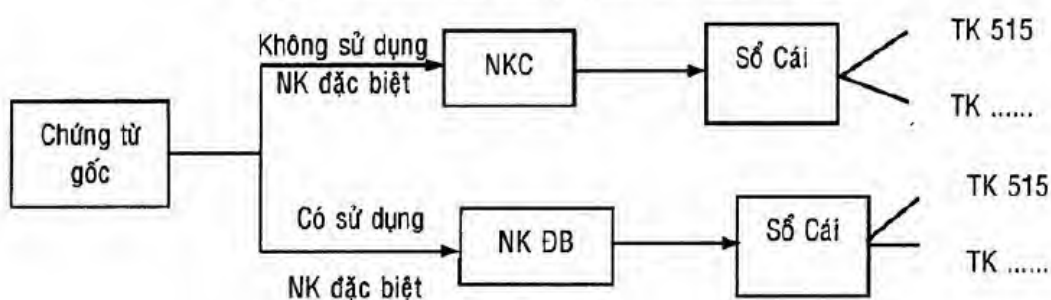 Chứng từ
gốc
Không sử dụng
NK đặc biệt
NKC
Sổ Cái
TK 515
TK ......
Có sử dụng
NK đặc biệt
NK ĐB
Sổ Cái
TK 515
TK ......